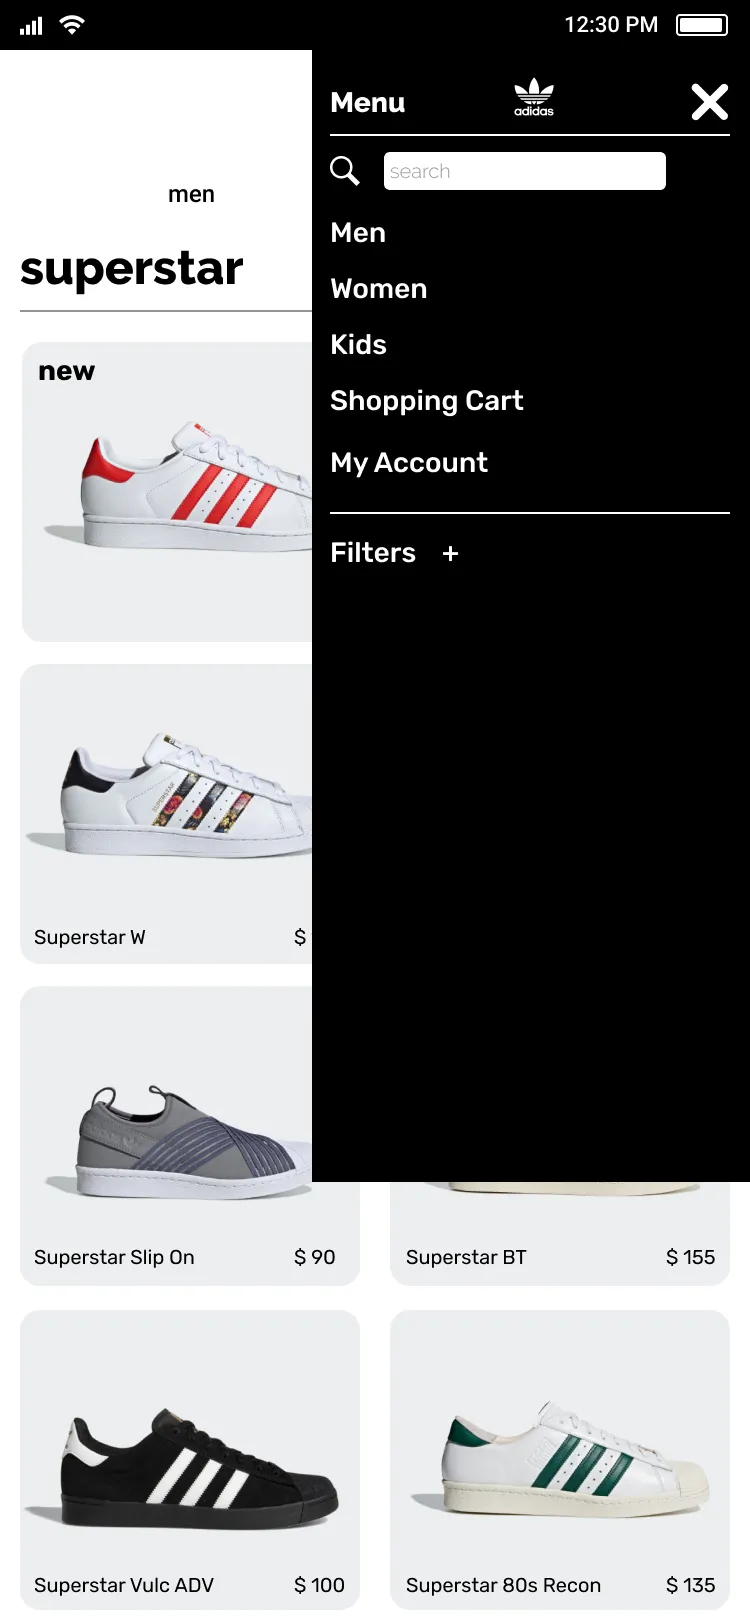 12:30 PM
Menu
adidas
search
men
Men
superstar
Women
Kids
new
Shopping Cart
My Account
Filters +
SUPERSTAR
Superstar W
$
Superstar Slip On
$ 90
Superstar BT
$ 155
Superstar Vulc ADV
$ 100
Superstar 80s Recon
$ 135